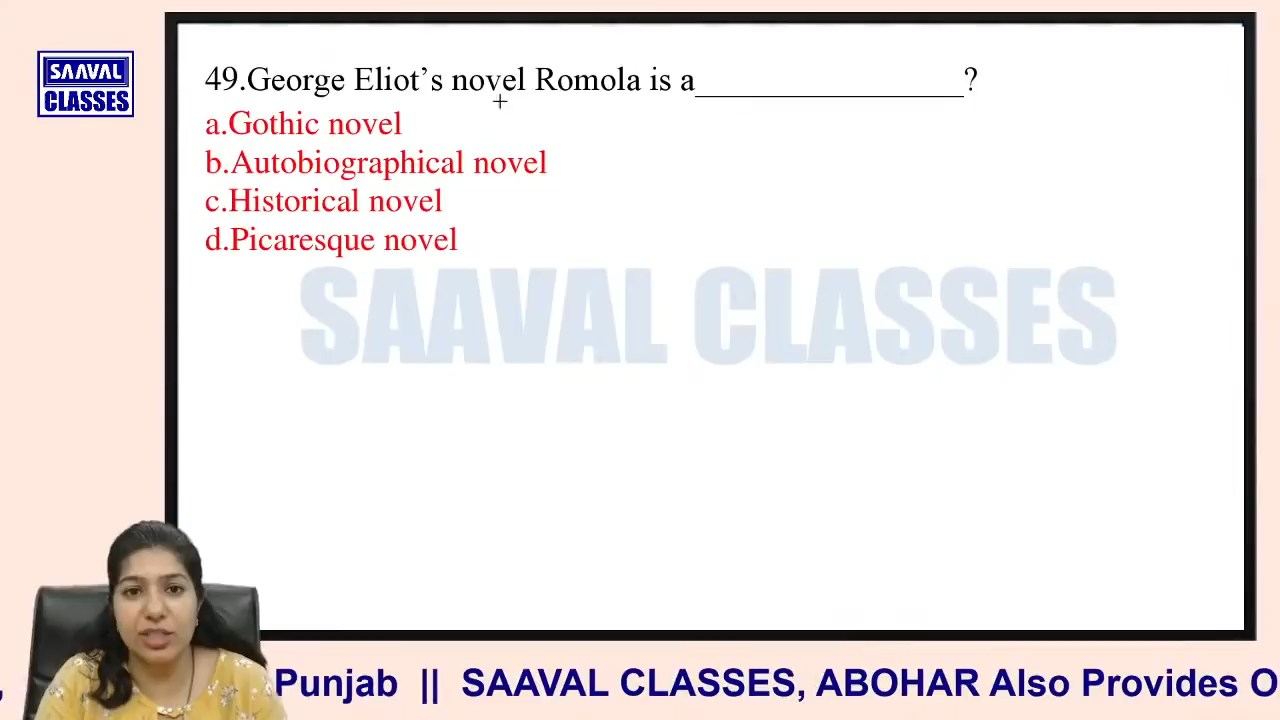 SAAVAL
CLASSES
49.George Eliot’s novel Romola is a________________?
a.Gothic novel
b.Autobiographical novel
c.Historical novel
d.Picaresque novel
SAAVAL CLASSES
, Punjab || SAAVAL CLASSES, ABOHAR Also Provides O